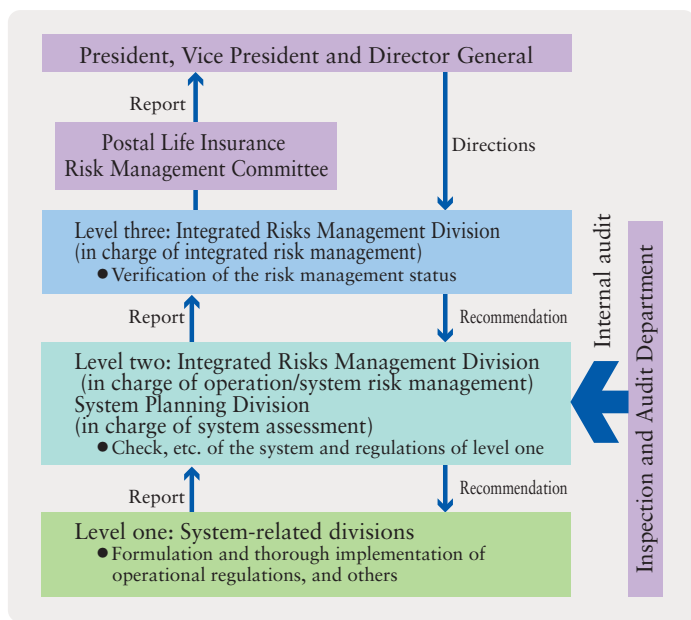 President, Vice President and Director General
Report
Postal Life Insurance
Risk Management Committee
Directions
Level three: Integrated Risks Management Division
(in charge of integrated risk management)
● Verification of the risk management status
Report
Recommendation
Level two: Integrated Risks Management Division
(in charge of operation/system risk management)
System Planning Division
(in charge of system assessment)
● Check, etc. of the system and regulations of level one
Report
Recommendation
Level one: System-related divisions
● Formulation and thorough implementation of
operational regulations, and others
Internal audit
Inspection and Audit Department